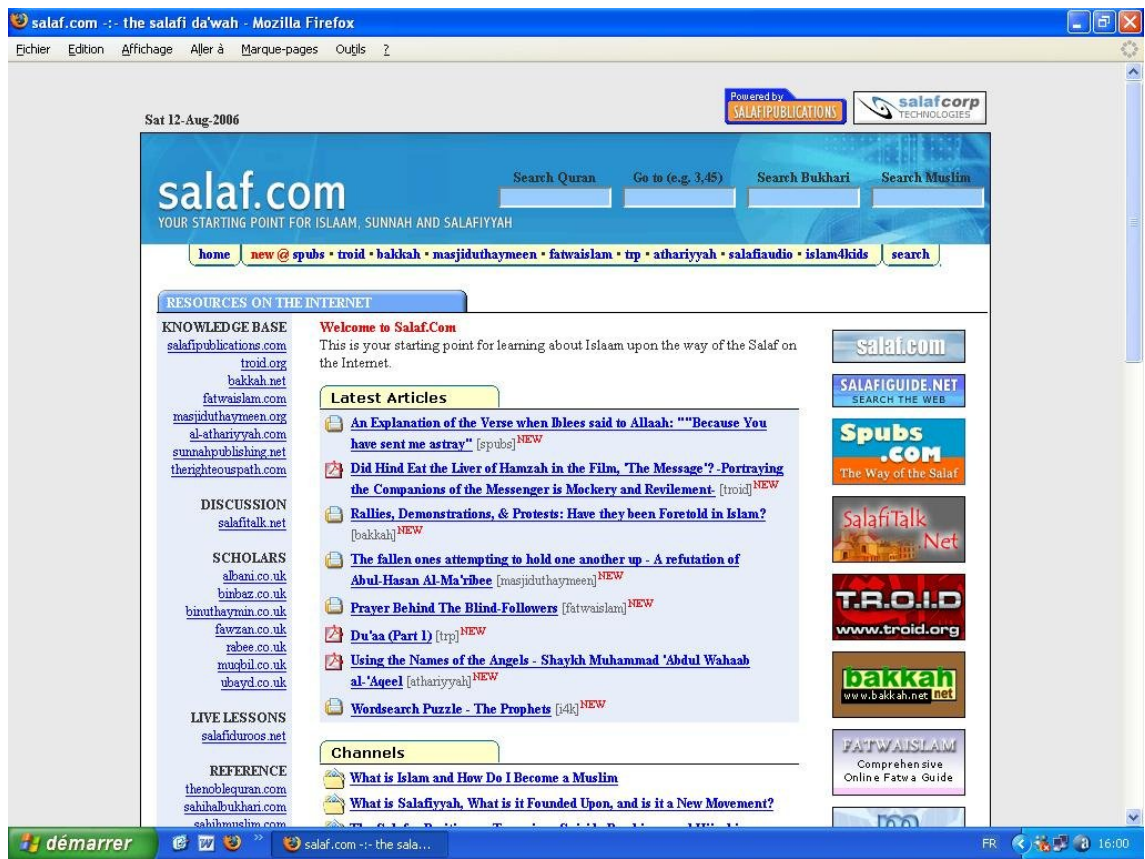 salaf.com -:- the salafi da'wah - Mozilla Firefox
Fichier Edition Affichage Aller à Marque-pages Outils ?
Powered by
SALAFIPUBLICATIONS
salafcorp
TECHNOLOGIES
Sat 12-Aug-2006
Search Quran Go to (e.g. 3,45) Search Bukhari Search Muslim
salaf.com
YOUR STARTING POINT FOR ISLAAM, SUNNAH AND SALAFIYYAH
home new @ spubs • troid • bakkah • masjiduthaymeen • fatwaislam • trp • athariyyah • salafiaudio • islam4kids search
RESOURCES ON THE INTERNET
KNOWLEDGE BASE
salafipublications.com
troid.org
bakkah.net
fatwaislam.com
masjiduthaymeen.org
al-athariyyah.com
sunnahpublishing.net
therighteouspath.com
DISCUSSION
salafitalk.net
SCHOLARS
albani.co.uk
binbaz.co.uk
binuthaymin.co.uk
fawzan.co.uk
rabee.co.uk
muqbil.co.uk
ubayd.co.uk
LIVE LESSONS
salafiduroos.net
REFERENCE
thenoblequran.com
sahihalbukhari.com
sahihmuslim.com
Welcome to Salaf.Com
This is your starting point for learning about Islaam upon the way of the Salaf on
the Internet.
Latest Articles
An Explanation of the Verse when Iblees said to Allaah: ""Because You
have sent me astray" [spubs] NEW
Did Hind Eat the Liver of Hamzah in the Film, 'The Message'? -Portraying
the Companions of the Messenger is Mockery and Revilement- [troid] NEW
Rallies, Demonstrations, & Protests: Have they been Foretold in Islam?
[bakkah] NEW
The fallen ones attempting to hold one another up - A refutation of
Abul-Hasan Al-Ma'ribee [masjiduthaymeen] NEW
Prayer Behind The Blind-Followers [fatwaislam] NEW
Du'aa (Part 1) [trp] NEW
Using the Names of the Angels - Shaykh Muhammad 'Abdul Wahaab
al-'Aqeel [athariyyah] NEW
Wordsearch Puzzle - The Prophets [i4k] NEW
Channels
What is Islam and How Do I Become a Muslim
What is Salafiyyah, What is it Founded Upon, and is it a New Movement?
salaf.com
SALAFIGUIDE.NET
SEARCH THE WEB
Spubs
.COM
The Way of the Salaf
SalafiTalk
.Net
T.R.O.I.D
www.troid.org
bakkah
www.bakkah.net net
FATWAISLAM
Comprehensive
Online Fatwa Guide
démarrer salaf.com -:- the sala... FR 16:00